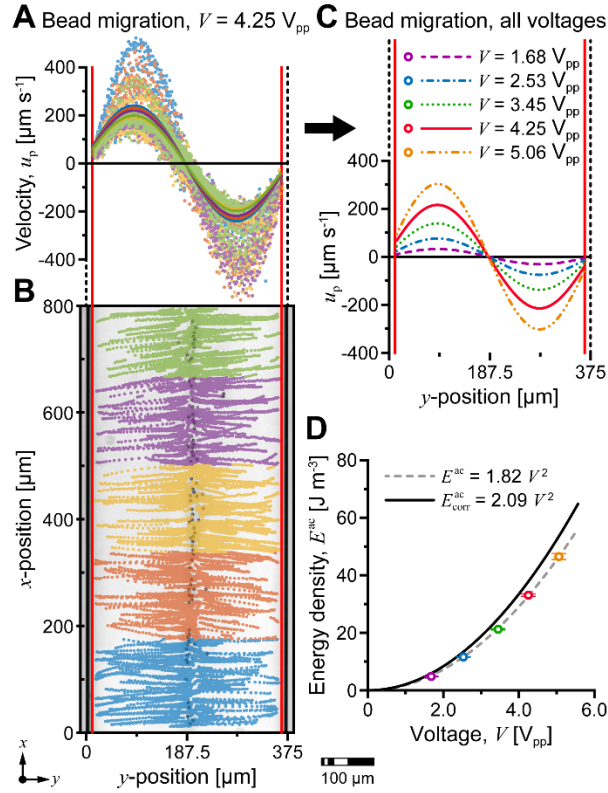 A Bead migration, V = 4.25 Vpp
Velocity, up [µm s⁻¹]
400
200
0
-200
-400
B
x-position [µm]
800
600
400
200
0
0 187.5 375
y-position [µm]
x
y
C Bead migration, all voltages
V = 1.68 Vpp
V = 2.53 Vpp
V = 3.45 Vpp
V = 4.25 Vpp
V = 5.06 Vpp
up [µm s⁻¹]
400
200
0
-200
-400
0 187.5 375
y-position [µm]
D
Energy density, Eᵃᶜ [J m⁻³]
80
60
40
20
0
Eᵃᶜ = 1.82 V²
Eᵃᶜcorr = 2.09 V²
0 2.0 4.0 6.0
Voltage, V [Vpp]
100 µm